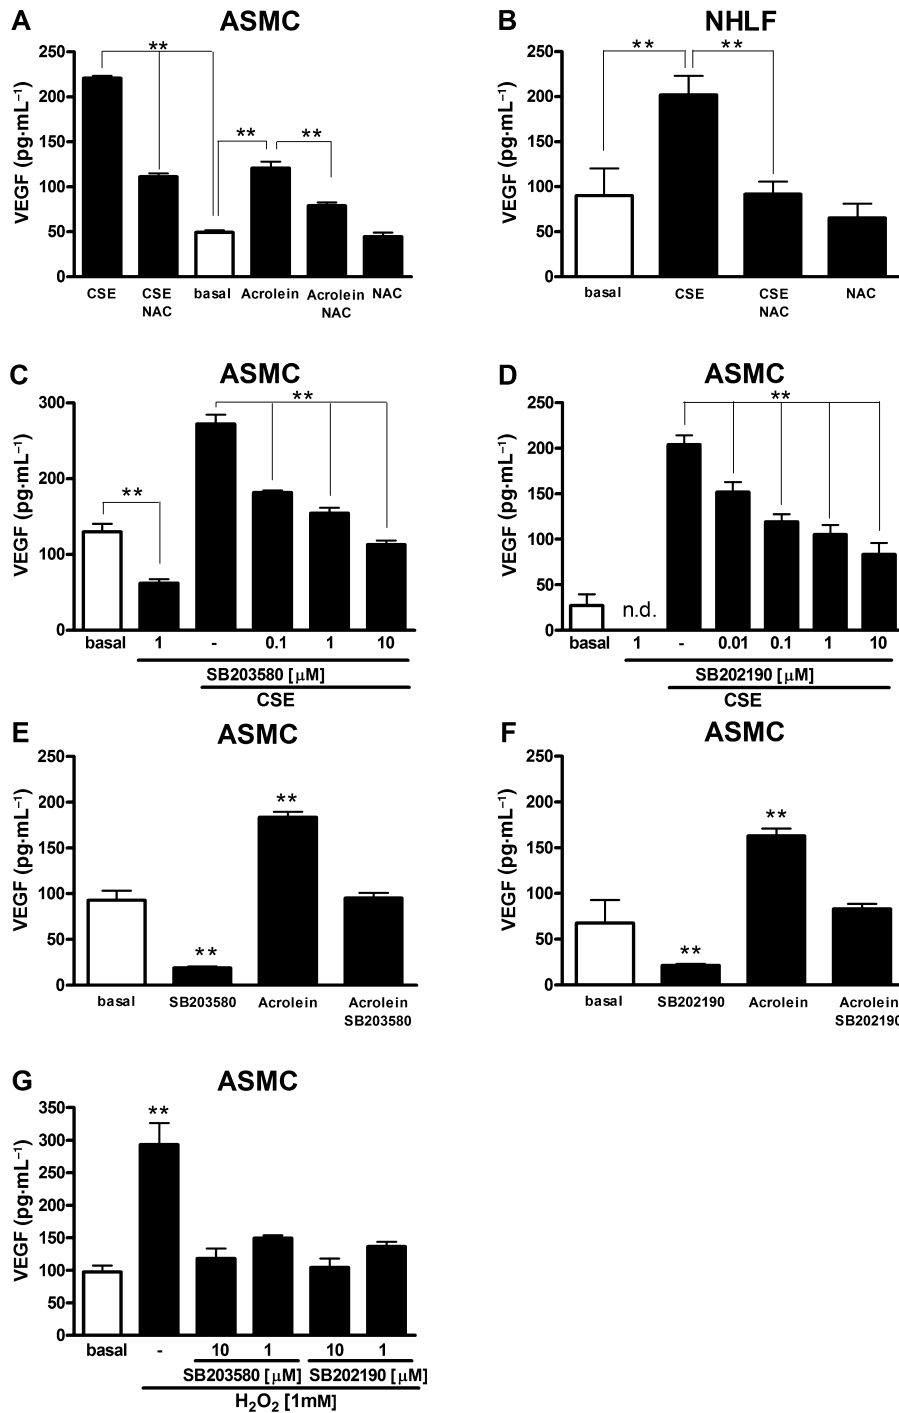 A ASMC
VEGF (pg·mL⁻¹)
250
200
150
100
50
0
**
**
**
CSE CSE basal Acrolein Acrolein NAC
NAC NAC
B NHLF
VEGF (pg·mL⁻¹)
250
200
150
100
50
0
**
**
basal CSE CSE NAC
NAC
C ASMC
VEGF (pg·mL⁻¹)
300
200
100
0
**
**
basal 1 - 0.1 1 10
SB203580 [μM]
CSE
D ASMC
VEGF (pg·mL⁻¹)
250
200
150
100
50
0
**
n.d.
basal 1 - 0.01 0.1 1 10
SB202190 [μM]
CSE
E ASMC
VEGF (pg·mL⁻¹)
250
200
150
100
50
0
**
**
basal SB203580 Acrolein Acrolein
SB203580
F ASMC
VEGF (pg·mL⁻¹)
250
200
150
100
50
0
**
**
basal SB202190 Acrolein Acrolein
SB202190
G ASMC
VEGF (pg·mL⁻¹)
350
300
250
200
150
100
50
0
**
basal - 10 1 10 1
SB203580 [μM] SB202190 [μM]
H₂O₂ [1mM]